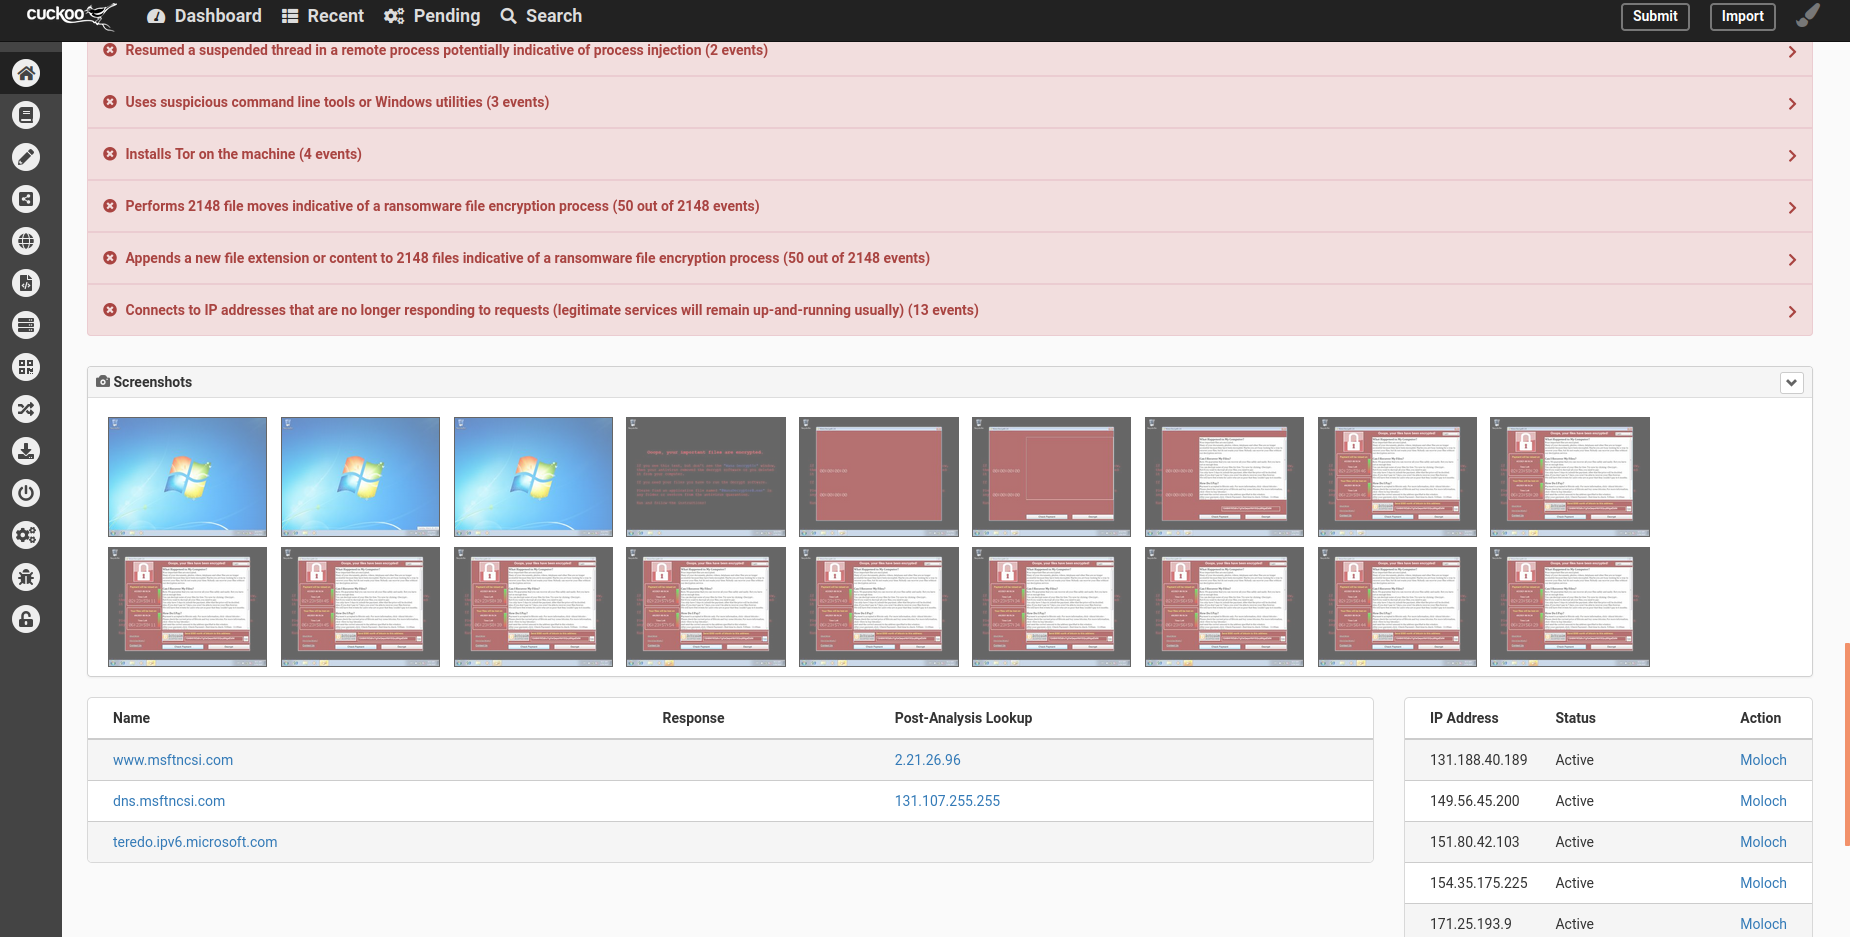 cuckoo Dashboard Recent Pending Search Submit Import
Resumed a suspended thread in a remote process potentially indicative of process injection (2 events)
Uses suspicious command line tools or Windows utilities (3 events)
Installs Tor on the machine (4 events)
Performs 2148 file moves indicative of a ransomware file encryption process (50 out of 2148 events)
Appends a new file extension or content to 2148 files indicative of a ransomware file encryption process (50 out of 2148 events)
Connects to IP addresses that are no longer responding to requests (legitimate services will remain up-and-running usually) (13 events)
Screenshots
Name Response Post-Analysis Lookup
www.msftncsi.com 2.21.26.96
dns.msftncsi.com 131.107.255.255
teredo.ipv6.microsoft.com
IP Address Status Action
131.188.40.189 Active Moloch
149.56.45.200 Active Moloch
151.80.42.103 Active Moloch
154.35.175.225 Active Moloch
171.25.193.9 Active Moloch